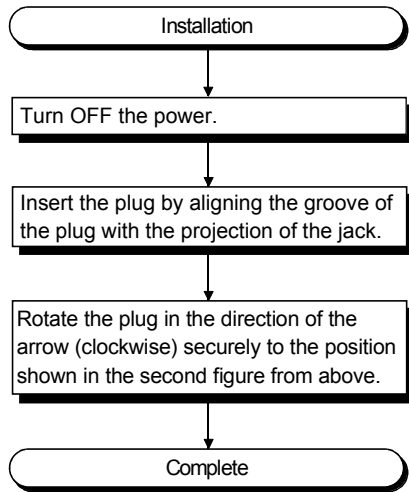 Installation
Turn OFF the power.
Insert the plug by aligning the groove of
the plug with the projection of the jack.
Rotate the plug in the direction of the
arrow (clockwise) securely to the position
shown in the second figure from above.
Complete